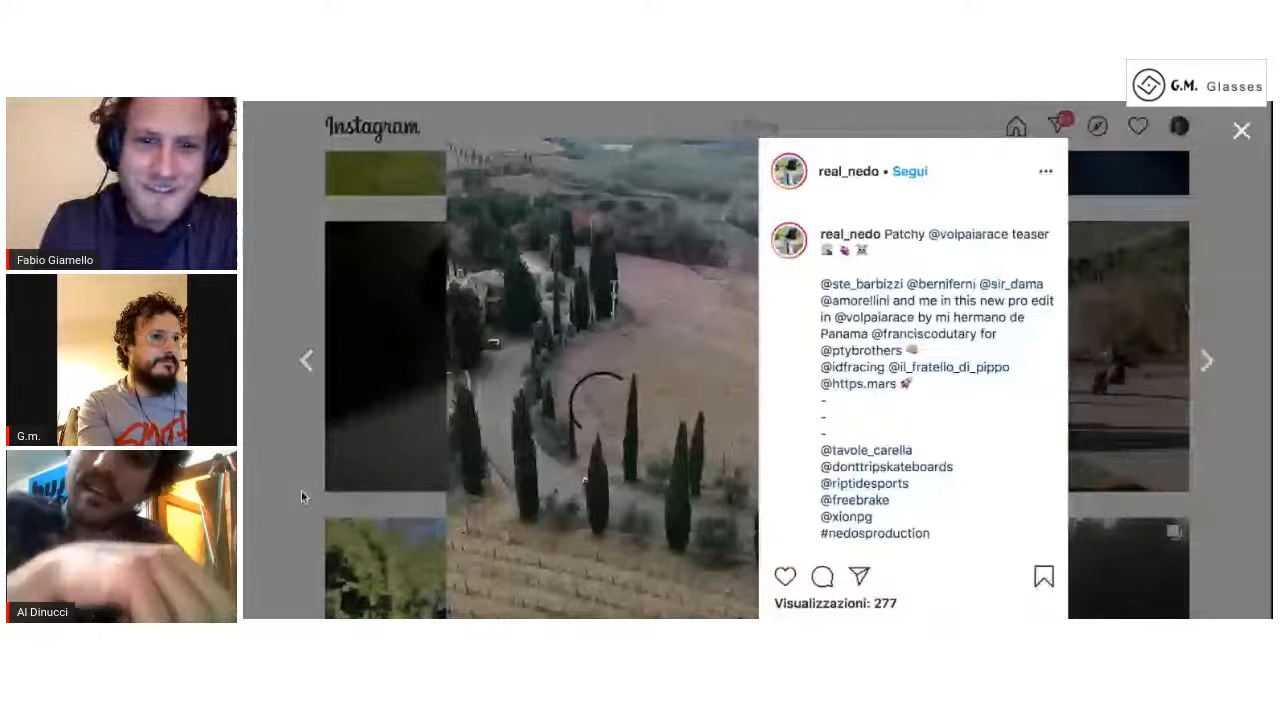 G.M. Glasses
Instagram
real_nedo • Segui
real_nedo Patchy @volpaiarace teaser
@ste_barbizzi @berniferni @sir_dama
@amorellini and me in this new pro edit
in @volpaiarace by mi hermano de
Panama @franciscodutary for
@ptybrothers
@idfracing @il_fratello_di_pippo
@https.mars
-
-
-
@tavole_carella
@donttripskateboards
@riptidesports
@freebrake
@xionpg
#nedosproduction
Visualizzazioni: 277
Fabio Giamello
G.m.
Al Dinucci